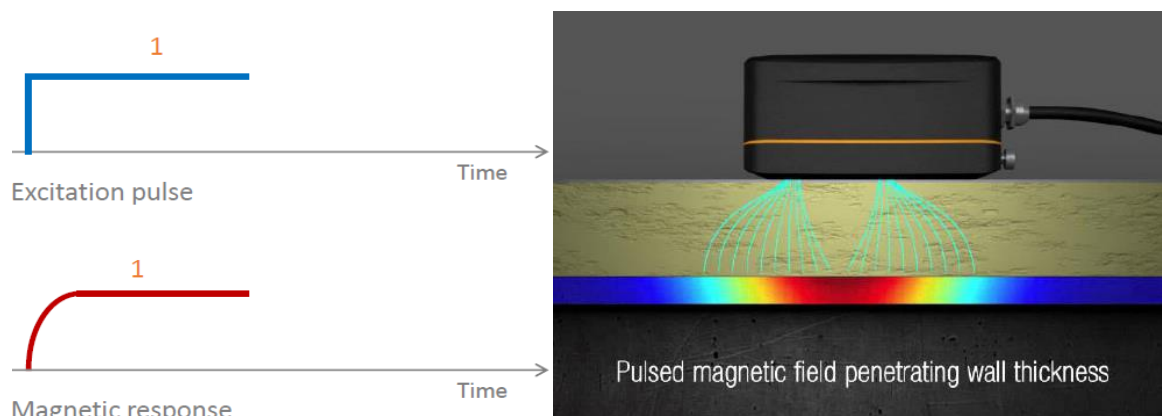 1
Time
Excitation pulse
1
Time
Magnetic response
Pulsed magnetic field penetrating wall thickness